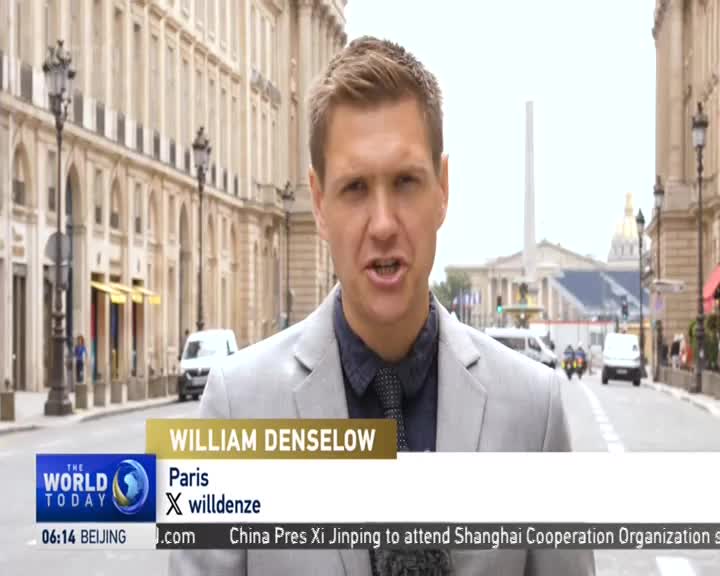 WILLIAM DENSELOW
THE
WORLD
TODAY
Paris
X willdenze
06:14 BEIJING
.com China Pres Xi Jinping to attend Shanghai Cooperation Organization s